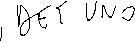 , DET UNO